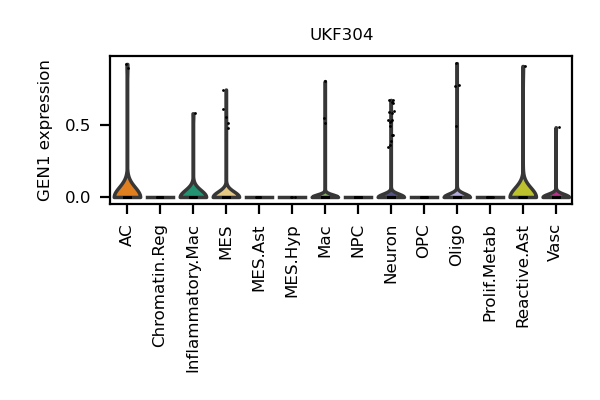 UKF304
GEN1 expression
0.5
0.0
AC
Chromatin.Reg
Inflammatory.Mac
MES
MES.Ast
MES.Hyp
Mac
NPC
Neuron
OPC
Oligo
Prolif.Metab
Reactive.Ast
Vasc